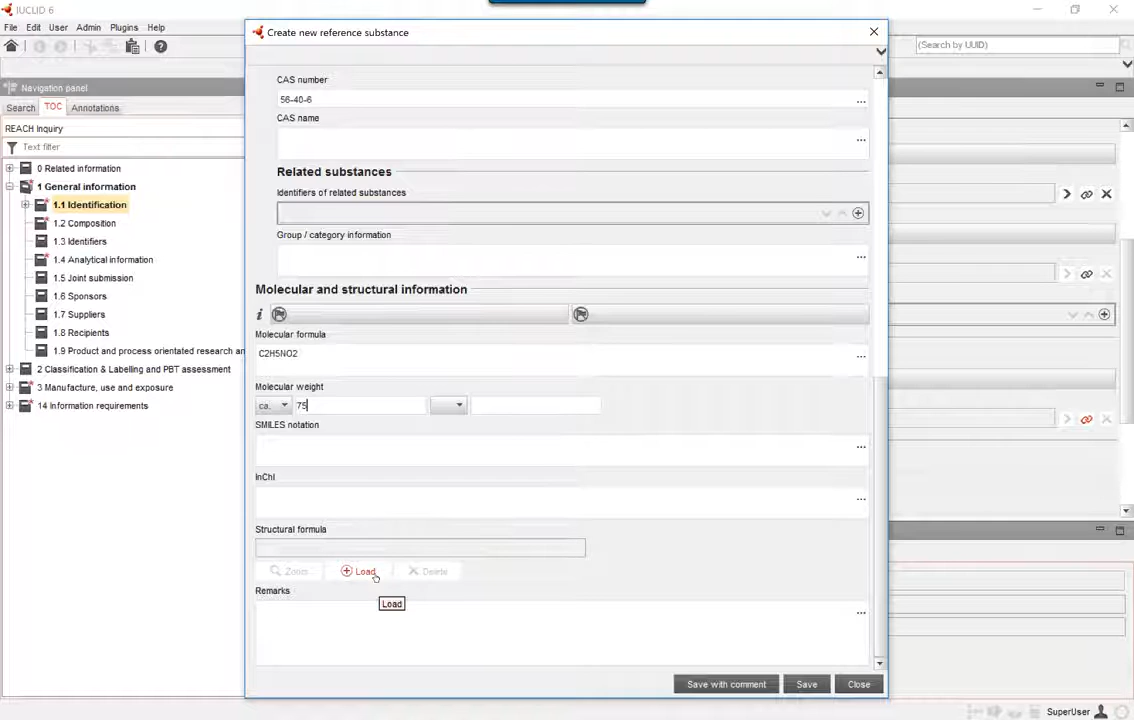 IUCLID 6
File Edit User Admin Plugins Help
(Search by UUID)
Navigation panel
Search TOC Annotations
REACH Inquiry
Text filter
0 Related information
1 General information
1.1 Identification
1.2 Composition
1.3 Identifiers
1.4 Analytical information
1.5 Joint submission
1.6 Sponsors
1.7 Suppliers
1.8 Recipients
1.9 Product and process orientated research an
2 Classification & Labelling and PBT assessment
3 Manufacture, use and exposure
14 Information requirements
Create new reference substance
CAS number
56-40-6
CAS name
Related substances
Identifiers of related substances
Group / category information
Molecular and structural information
Molecular formula
C2H5NO2
Molecular weight
ca. 75
SMILES notation
InChI
Structural formula
Zoom Load Delete
Load
Remarks
Save with comment Save Close
SuperUser